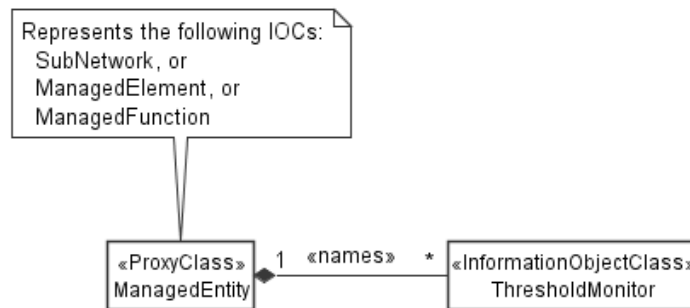 Represents the following IOCs:
SubNetwork, or
ManagedElement, or
ManagedFunction
«ProxyClass»
ManagedEntity
1 «names» *
«InformationObjectClass»
ThresholdMonitor